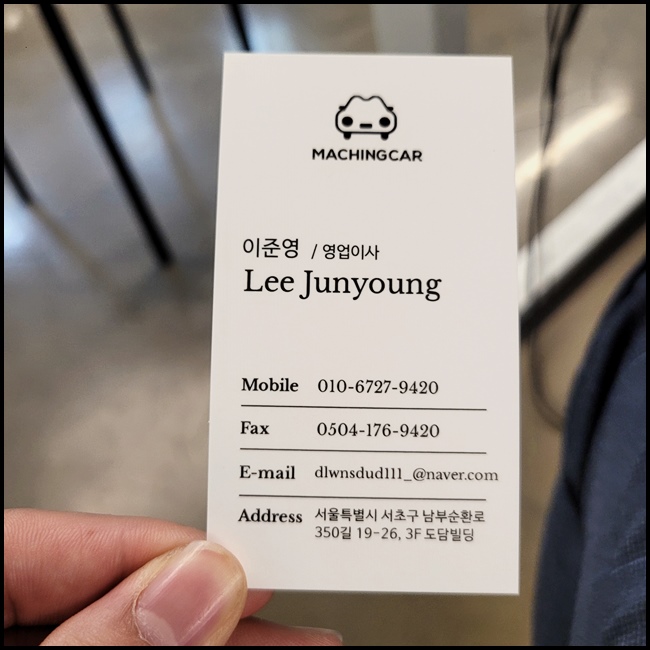 MACHINGCAR
이준영 / 영업이사
Lee Junyoung
Mobile 010-6727-9420
Fax 0504-176-9420
E-mail dlwnsdud111_@naver.com
Address 서울특별시 서초구 남부순환로
350길 19-26, 3F 도담빌딩